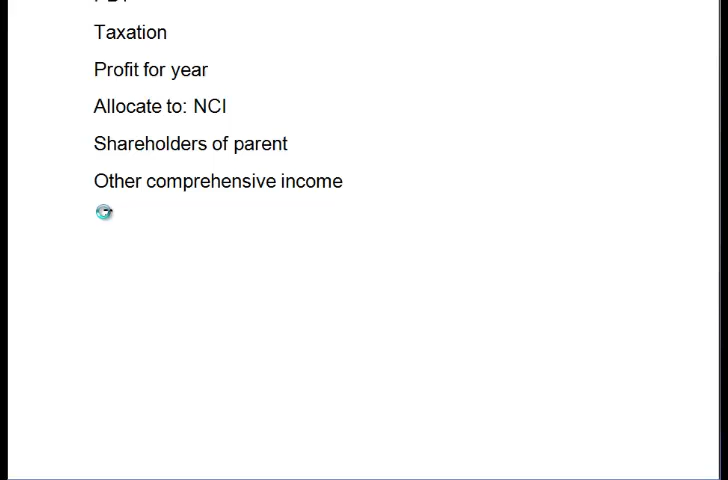 Taxation
Profit for year
Allocate to: NCI
Shareholders of parent
Other comprehensive income